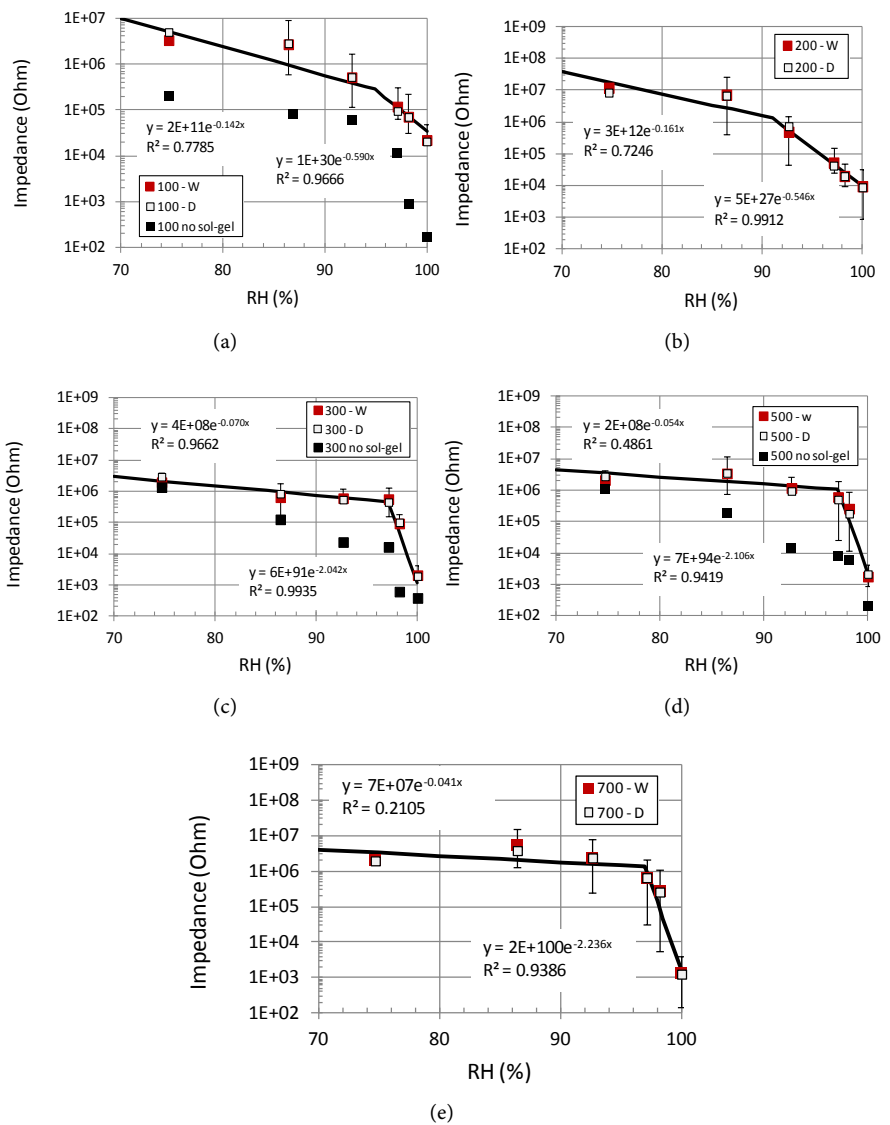 1E+07
1E+06
1E+05
1E+04
1E+03
1E+02
Impedance (Ohm)
y = 2E+11e^-0.142x
R² = 0.7785
y = 1E+30e^-0.590x
R² = 0.9666
100 - W
100 - D
100 no sol-gel
70 80 90 100
RH (%)
(a)
1E+09
1E+08
1E+07
1E+06
1E+05
1E+04
1E+03
1E+02
Impedance (Ohm)
200 - W
200 - D
y = 3E+12e^-0.161x
R² = 0.7246
y = 5E+27e^-0.546x
R² = 0.9912
70 80 90 100
RH (%)
(b)
1E+09
1E+08
1E+07
1E+06
1E+05
1E+04
1E+03
1E+02
Impedance (Ohm)
y = 4E+08e^-0.070x
R² = 0.9662
300 - W
300 - D
300 no sol-gel
y = 6E+91e^-2.042x
R² = 0.9935
70 80 90 100
RH (%)
(c)
1E+09
1E+08
1E+07
1E+06
1E+05
1E+04
1E+03
1E+02
Impedance (Ohm)
y = 2E+08e^-0.054x
R² = 0.4861
500 - w
500 - D
500 no sol-gel
y = 7E+94e^-2.106x
R² = 0.9419
70 80 90 100
RH (%)
(d)
1E+09
1E+08
1E+07
1E+06
1E+05
1E+04
1E+03
1E+02
Impedance (Ohm)
y = 7E+07e^-0.041x
R² = 0.2105
700 - W
700 - D
y = 2E+100e^-2.236x
R² = 0.9386
70 80 90 100
RH (%)
(e)